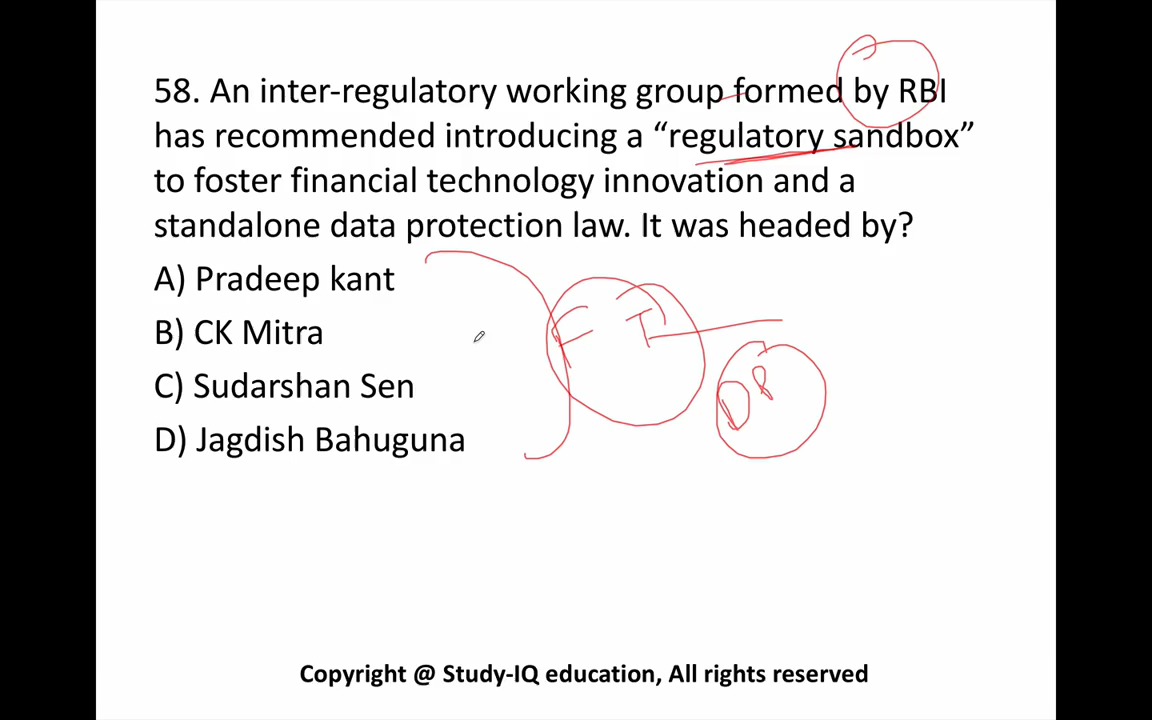 58. An inter-regulatory working group formed by RBI
has recommended introducing a “regulatory sandbox”
to foster financial technology innovation and a
standalone data protection law. It was headed by?
A) Pradeep kant
B) CK Mitra
F T
C) Sudarshan Sen
DP
D) Jagdish Bahuguna
Copyright @ Study-IQ education, All rights reserved